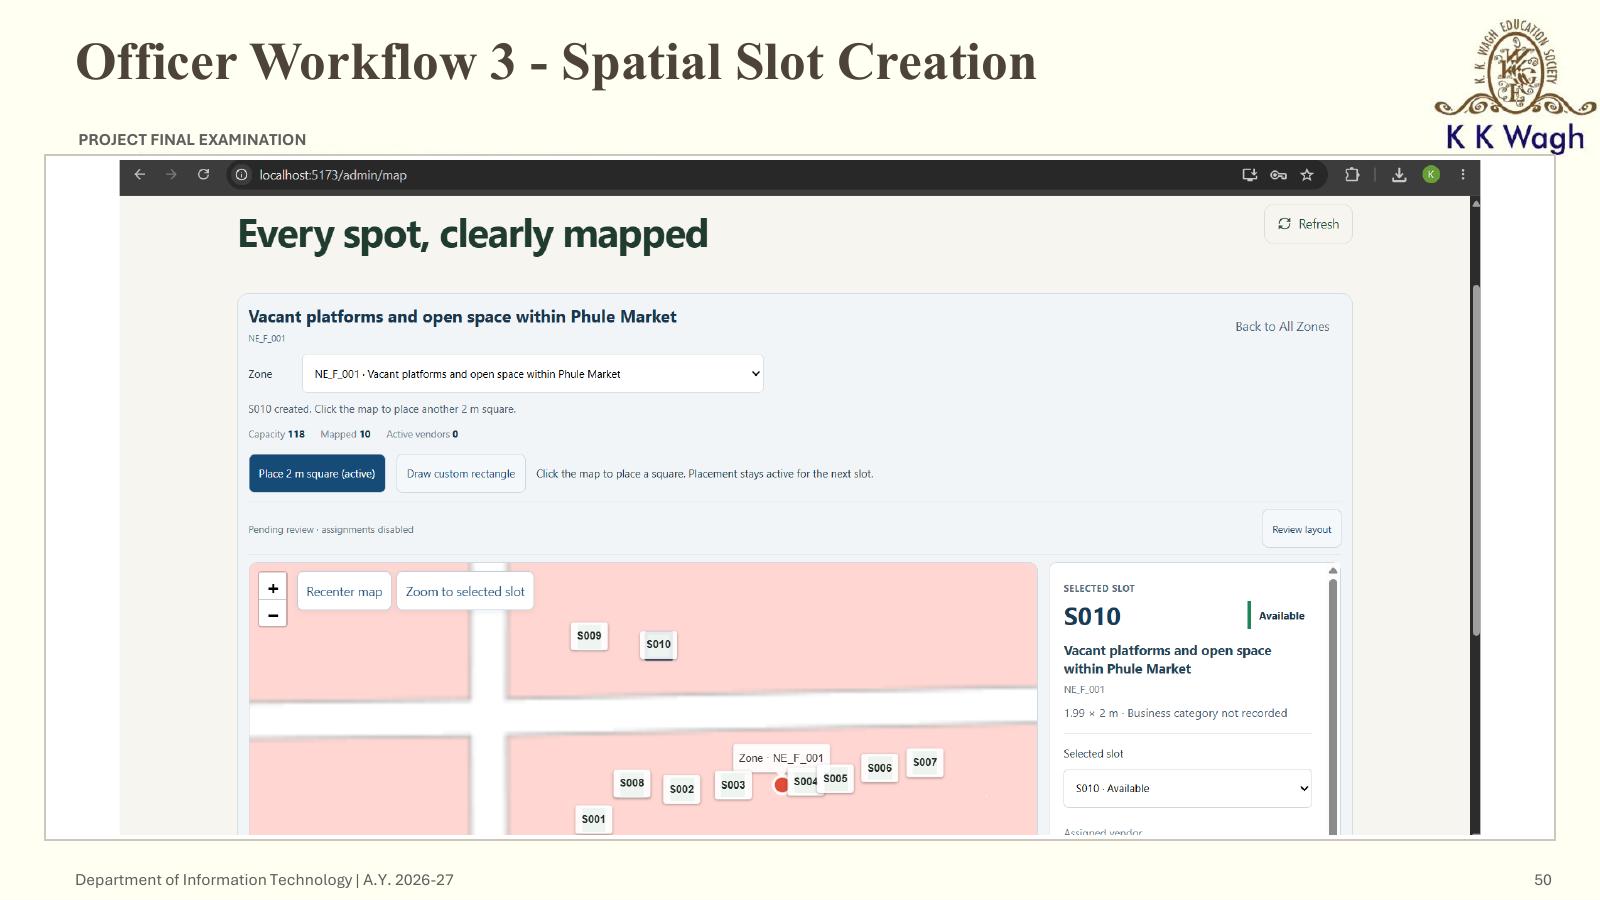 Officer Workflow 3 - Spatial Slot Creation
K. K. WAGH EDUCATION SOCIETY
K K Wagh
PROJECT FINAL EXAMINATION
localhost:5173/admin/map
K
Every spot, clearly mapped
Refresh
Vacant platforms and open space within Phule Market
NE_F_001
Back to All Zones
Zone
NE_F_001 · Vacant platforms and open space within Phule Market
S010 created. Click the map to place another 2 m square.
Capacity 118 Mapped 10 Active vendors 0
Place 2 m square (active)
Draw custom rectangle
Click the map to place a square. Placement stays active for the next slot.
Pending review · assignments disabled
Review layout
+
−
Recenter map
Zoom to selected slot
S009
S010
Zone · NE_F_001
S008
S002
S003
S004
S005
S006
S007
S001
SELECTED SLOT
S010
Available
Vacant platforms and open space
within Phule Market
NE_F_001
1.99 × 2 m · Business category not recorded
Selected slot
S010 · Available
Assigned vendor
Department of Information Technology | A.Y. 2026-27
50